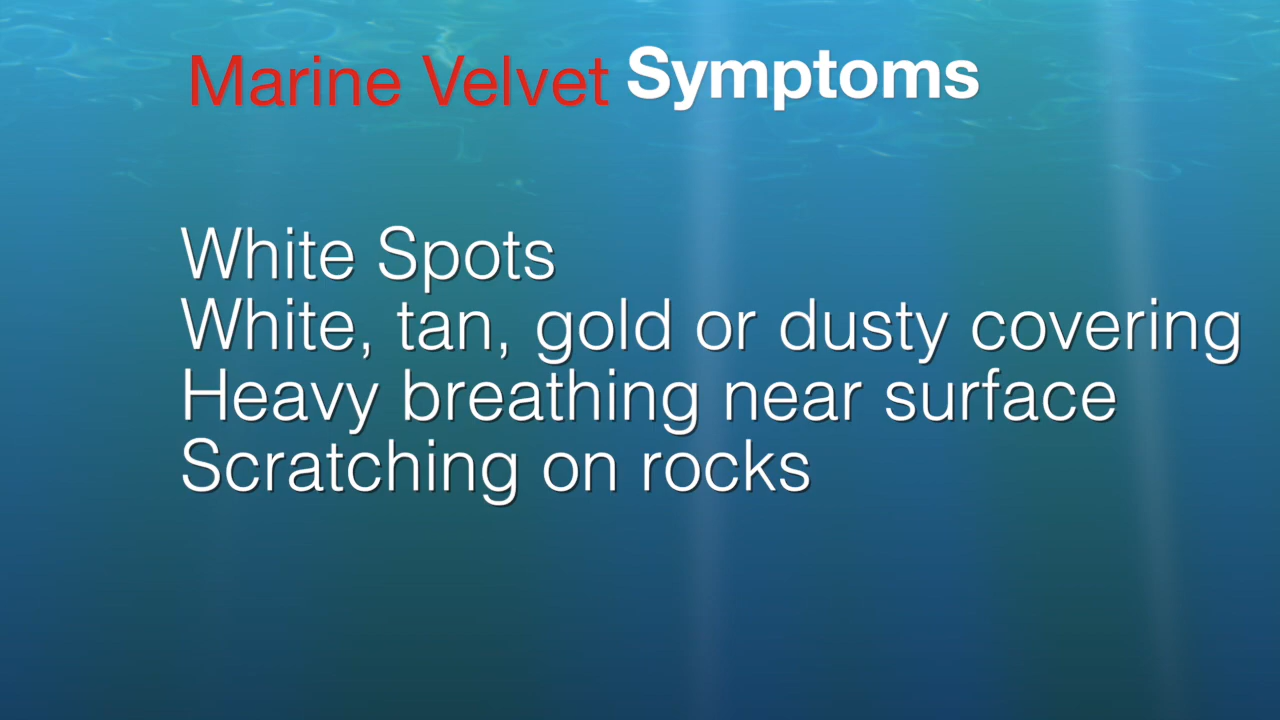 Marine Velvet Symptoms
White Spots
White, tan, gold or dusty covering
Heavy breathing near surface
Scratching on rocks